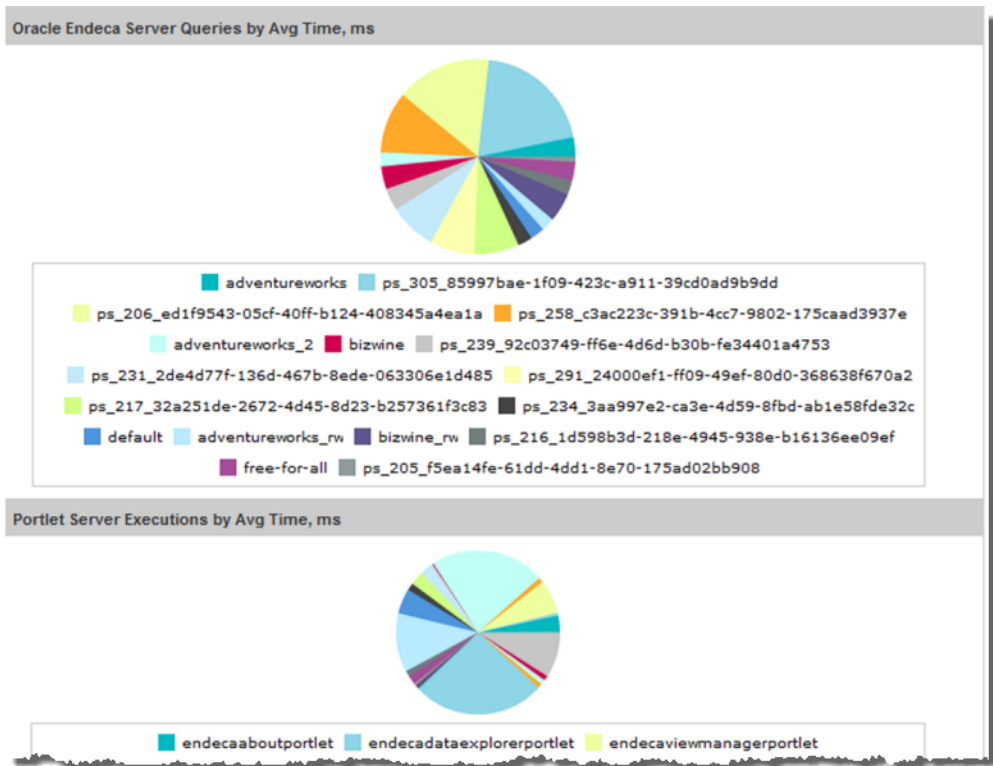 Oracle Endeca Server Queries by Avg Time, ms
adventureworks ps_305_85997bae-1f09-423c-a911-39cd0ad9b9dd
ps_206_ed1f9543-05cf-40ff-b124-408345a4ea1a ps_258_c3ac223c-391b-4cc7-9802-175caad3937e
adventureworks_2 bizwine ps_239_92c03749-ff6e-4d6d-b30b-fe34401a4753
ps_231_2de4d77f-136d-467b-8ede-063306e1d485 ps_291_24000ef1-ff09-49ef-80d0-368638f670a2
ps_217_32a251de-2672-4d45-8d23-b257361f3c83 ps_234_3aa997e2-ca3e-4d59-8fbd-ab1e58fde32c
default adventureworks_rw bizwine_rw ps_216_1d598b3d-218e-4945-938e-b16136ee09ef
free-for-all ps_205_f5ea14fe-61dd-4dd1-8e70-175ad02bb908
Portlet Server Executions by Avg Time, ms
endecaaboutportlet endecadataexplorerportlet endecaviewmanagerportlet